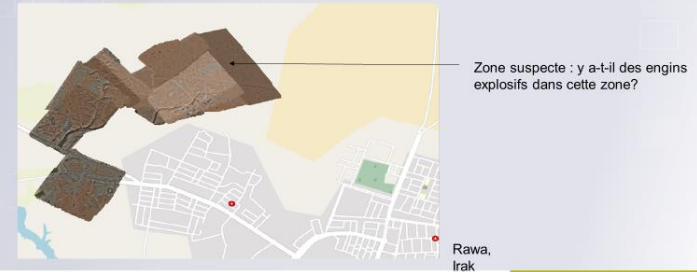 Zone suspecte : y a-t-il des engins
explosifs dans cette zone?
Rawa,
Irak